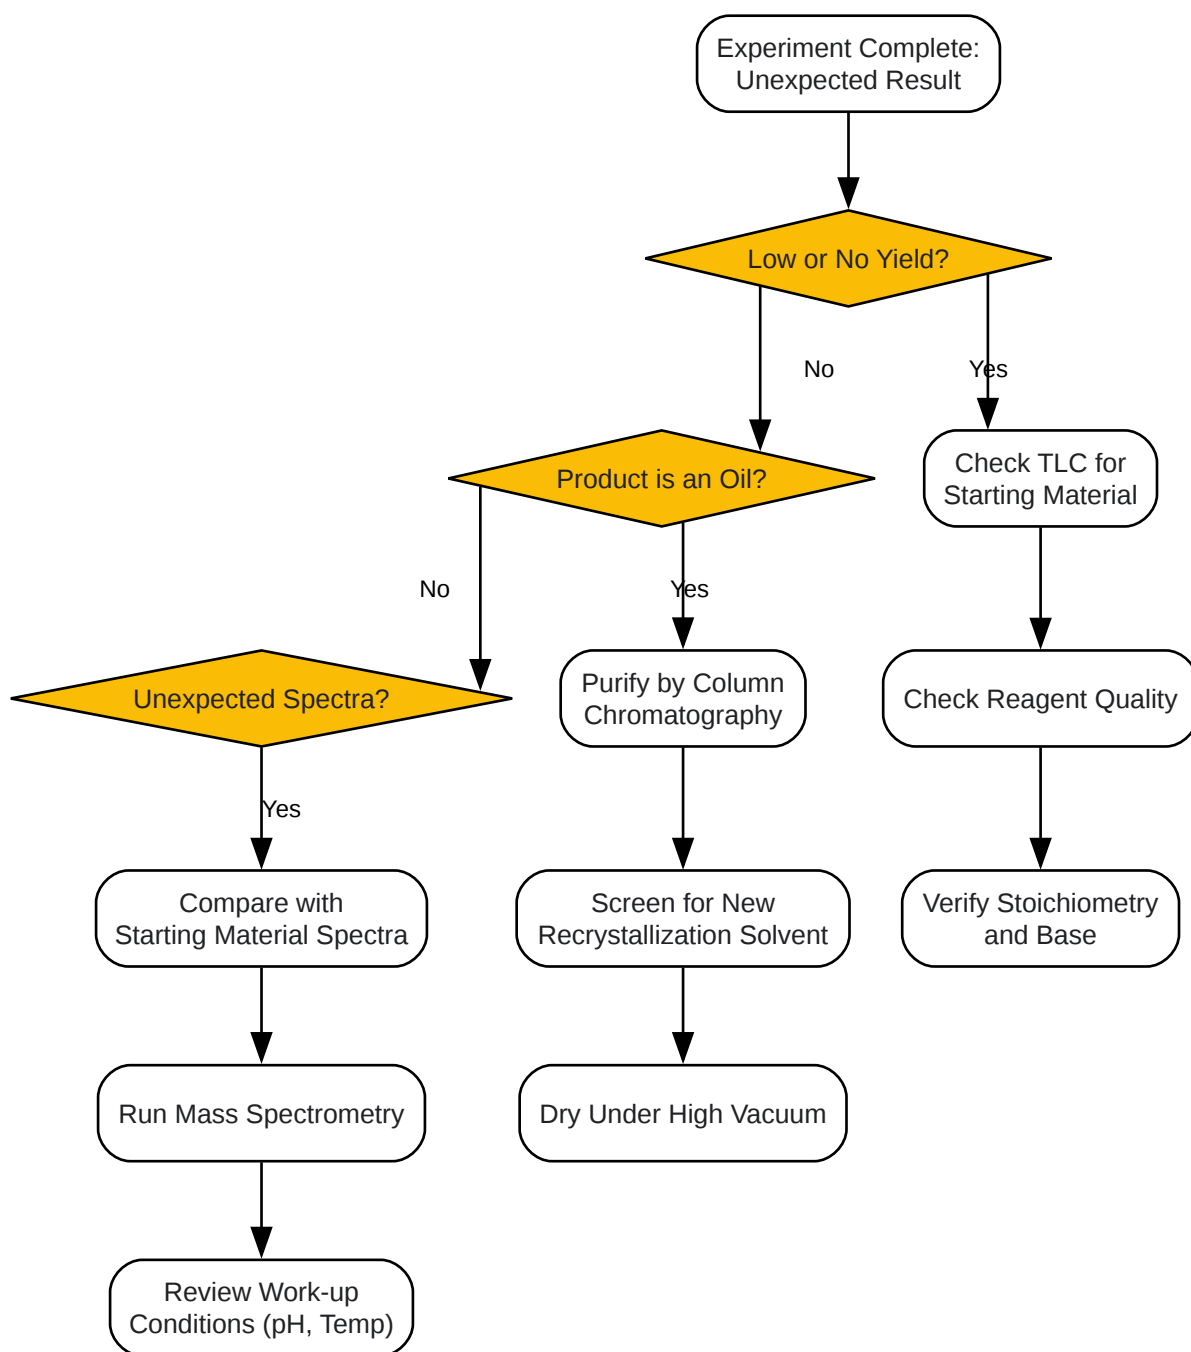 Experiment Complete:
Unexpected Result
Low or No Yield?
No
Yes
Product is an Oil?
Check TLC for
Starting Material
No
Yes
Unexpected Spectra?
Purify by Column
Chromatography
Check Reagent Quality
Yes
Compare with
Starting Material Spectra
Screen for New
Recrystallization Solvent
Verify Stoichiometry
and Base
Run Mass Spectrometry
Dry Under High Vacuum
Review Work-up
Conditions (pH, Temp)